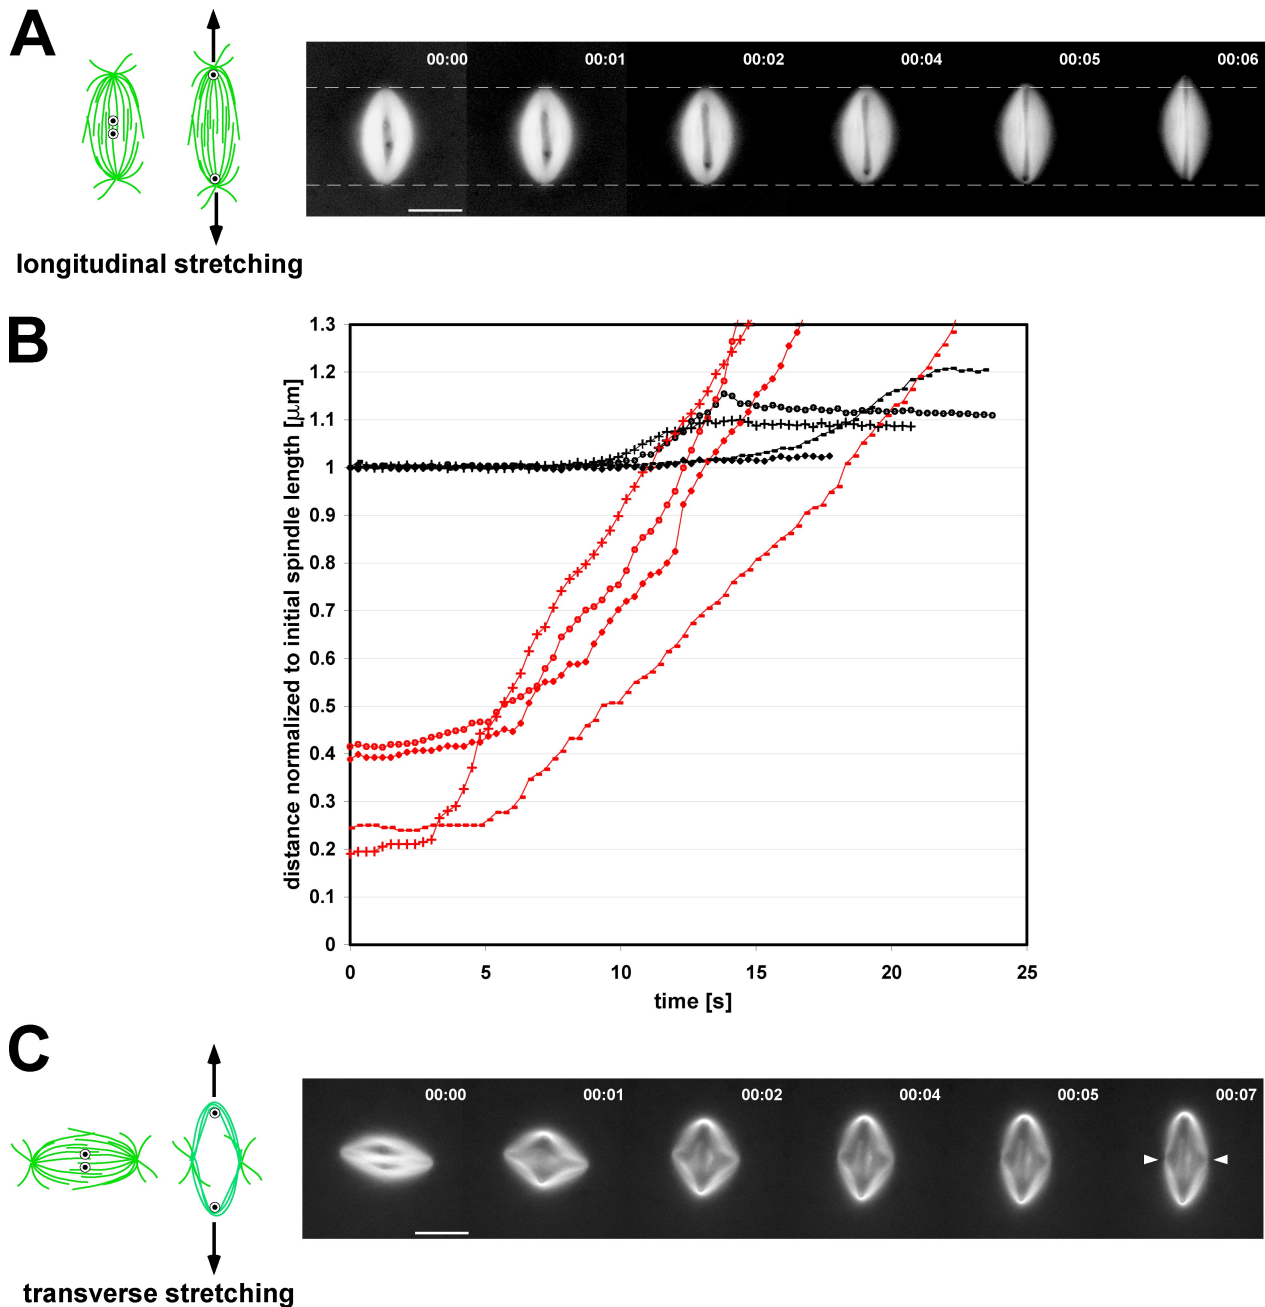 A
00:00 00:01 00:02 00:04 00:05 00:06
longitudinal stretching
B
distance normalized to initial spindle length [μm]
1.3
1.2
1.1
1
0.9
0.8
0.7
0.6
0.5
0.4
0.3
0.2
0.1
0
0 5 10 15 20 25
time [s]
C
00:00 00:01 00:02 00:04 00:05 00:07
transverse stretching